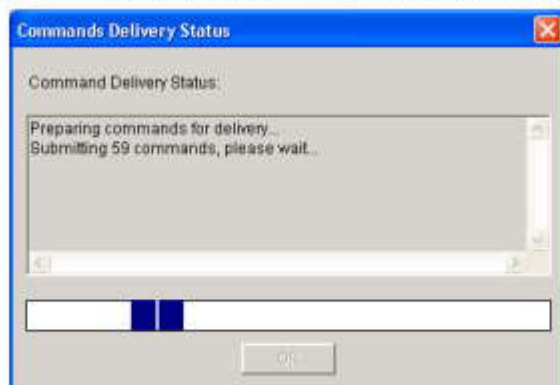 Commands Delivery Status
Command Delivery Status:
Preparing commands for delivery...
Submitting 59 commands, please wait...
OK